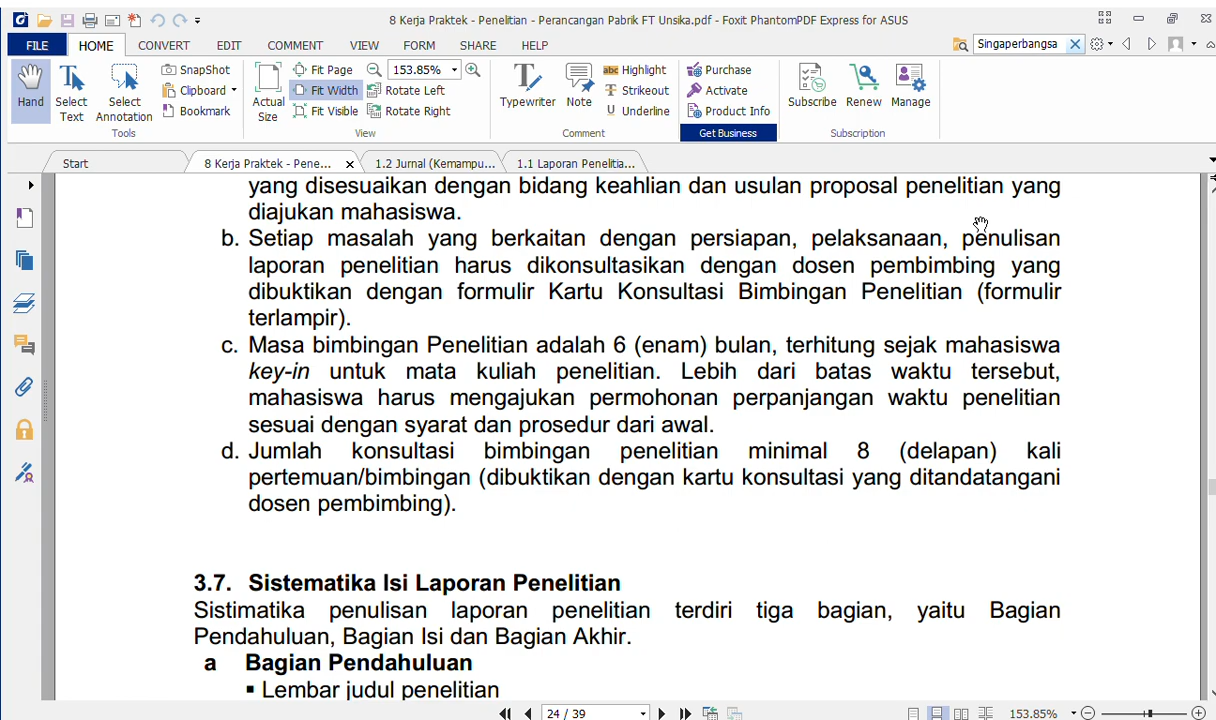 8 Kerja Praktek - Penelitian - Perancangan Pabrik FT Unsika.pdf - Foxit PhantomPDF Express for ASUS
FILE HOME CONVERT EDIT COMMENT VIEW FORM SHARE HELP Singaperbangsa
Hand
Select Text
Select Annotation
SnapShot
Clipboard
Bookmark
Tools
Actual Size
Fit Page
Fit Width
Fit Visible
153.85%
Rotate Left
Rotate Right
View
Typewriter
Note
abc Highlight
Strikeout
U Underline
Comment
Purchase
Activate
Product Info
Get Business
Subscribe
Renew
Manage
Subscription
Start 8 Kerja Praktek - Pene... 1.2 Jurnal (Kemampu... 1.1 Laporan Penelitia...
yang disesuaikan dengan bidang keahlian dan usulan proposal penelitian yang
diajukan mahasiswa.
b. Setiap masalah yang berkaitan dengan persiapan, pelaksanaan, penulisan
laporan penelitian harus dikonsultasikan dengan dosen pembimbing yang
dibuktikan dengan formulir Kartu Konsultasi Bimbingan Penelitian (formulir
terlampir).
c. Masa bimbingan Penelitian adalah 6 (enam) bulan, terhitung sejak mahasiswa
key-in untuk mata kuliah penelitian. Lebih dari batas waktu tersebut,
mahasiswa harus mengajukan permohonan perpanjangan waktu penelitian
sesuai dengan syarat dan prosedur dari awal.
d. Jumlah konsultasi bimbingan penelitian minimal 8 (delapan) kali
pertemuan/bimbingan (dibuktikan dengan kartu konsultasi yang ditandatangani
dosen pembimbing).
3.7. Sistematika Isi Laporan Penelitian
Sistimatika penulisan laporan penelitian terdiri tiga bagian, yaitu Bagian
Pendahuluan, Bagian Isi dan Bagian Akhir.
a Bagian Pendahuluan
▪ Lembar judul penelitian
24 / 39 153.85%